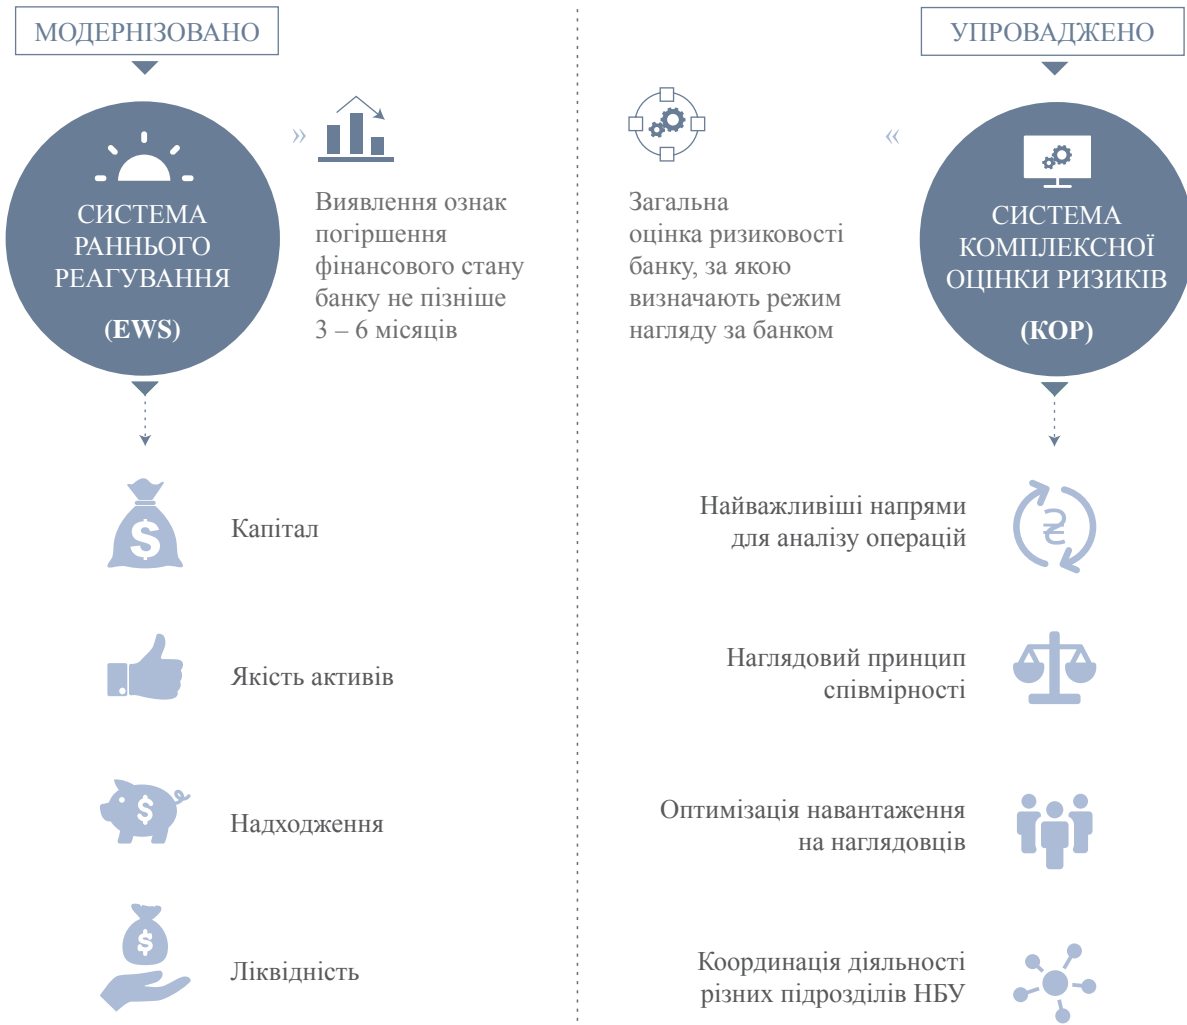 МОДЕРНІЗОВАНО
СИСТЕМА
РАННЬОГО
РЕАГУВАННЯ
(EWS)
»
Виявлення ознак
погіршення
фінансового стану
банку не пізніше
3 – 6 місяців
$
Капітал
Якість активів
$
Надходження
$
Ліквідність
УПРОВАДЖЕНО
СИСТЕМА
КОМПЛЕКСНОЇ
ОЦІНКИ РИЗИКІВ
(КОР)
«
Загальна
оцінка ризиковості
банку, за якою
визначають режим
нагляду за банком
Найважливіші напрями
для аналізу операцій
₴
Наглядовий принцип
співмірності
Оптимізація навантаження
на наглядовців
Координація діяльності
різних підрозділів НБУ